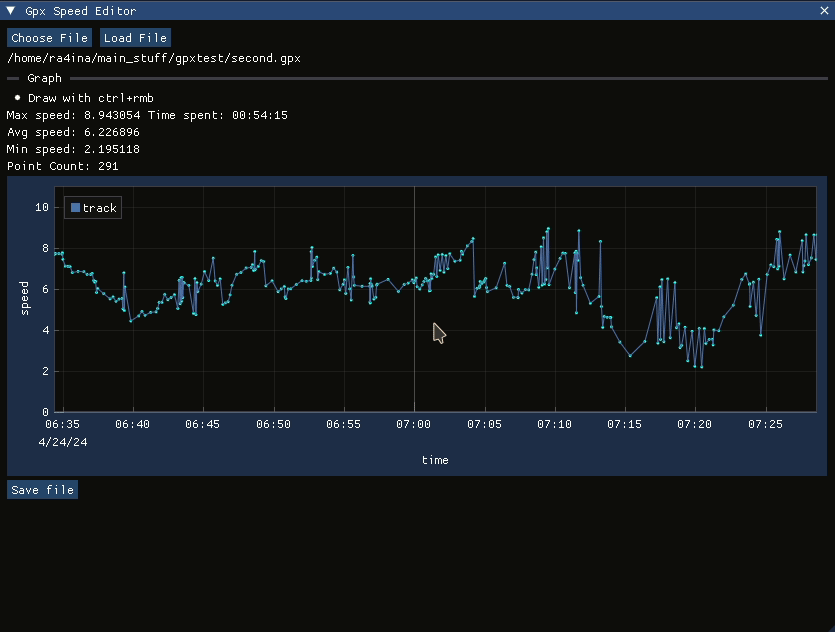 Gpx Speed Editor
Choose File Load File
/home/ra4ina/main_stuff/gpxtest/second.gpx
Graph
Draw with ctrl+rmb
Max speed: 8.943054 Time spent: 00:54:15
Avg speed: 6.226896
Min speed: 2.195118
Point Count: 291
track
10
8
6
4
2
0
speed
06:35 06:40 06:45 06:50 06:55 07:00 07:05 07:10 07:15 07:20 07:25
4/24/24
time
Save file